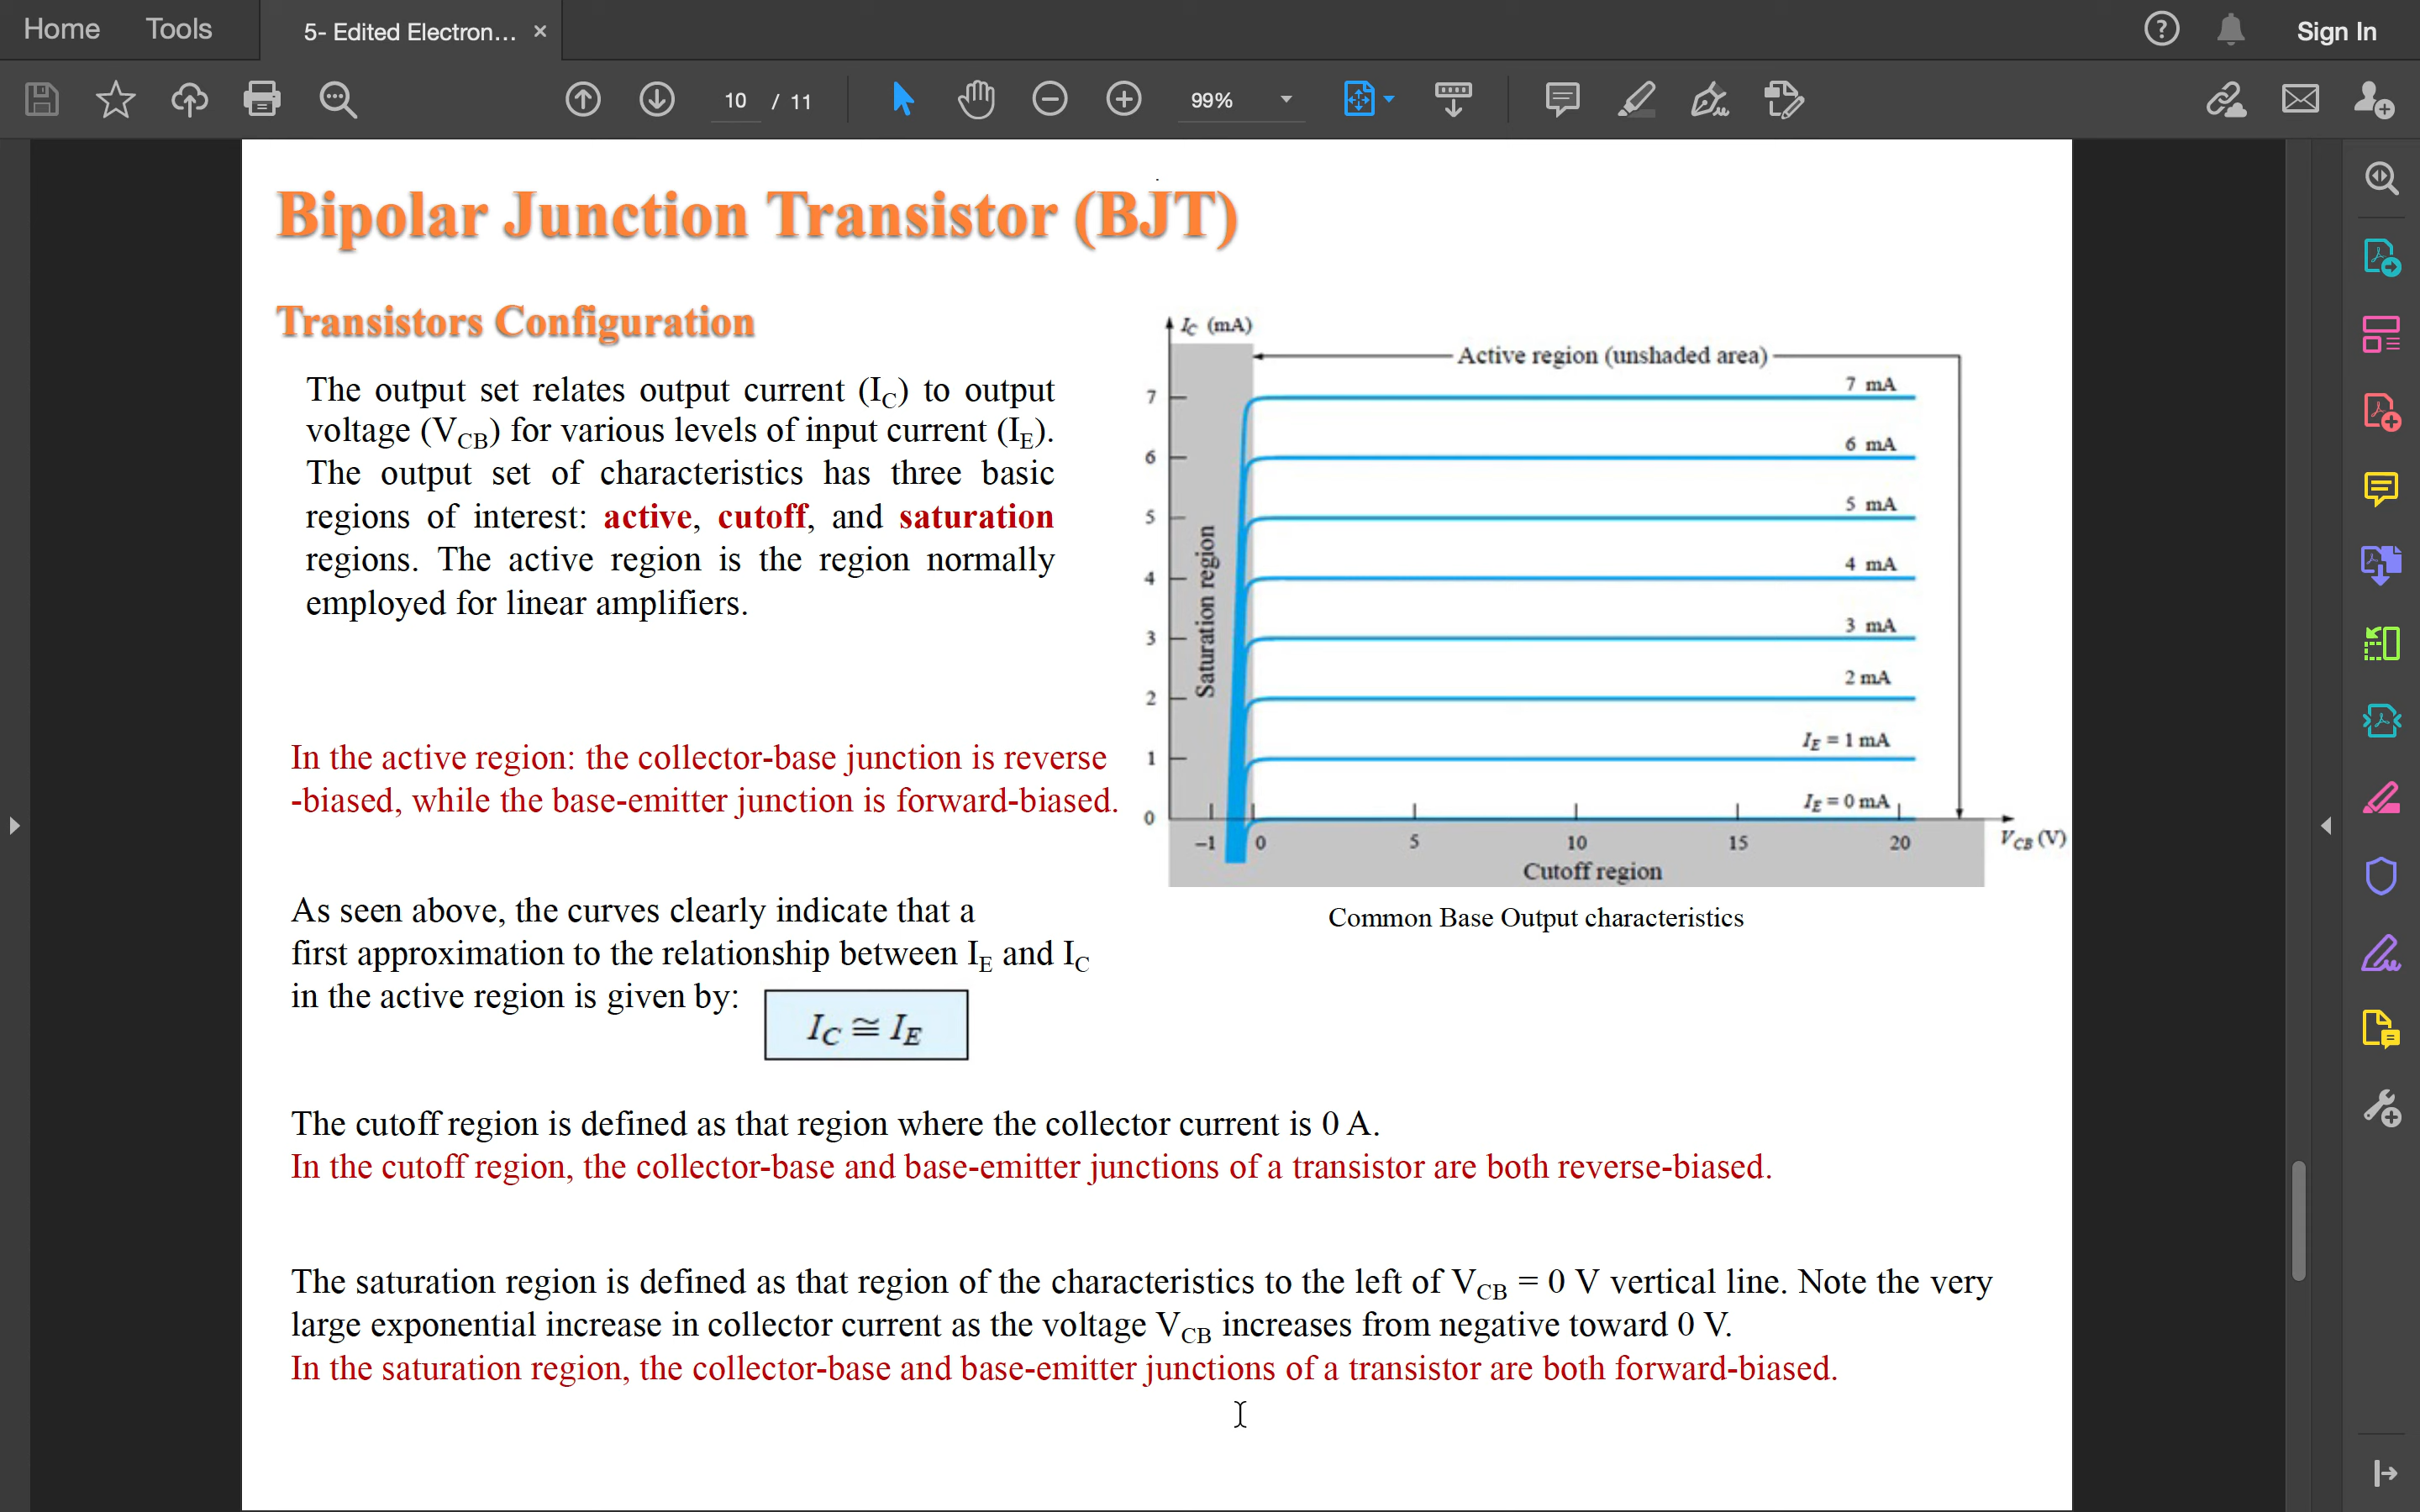 Home Tools 5- Edited Electron... × Sign In
10 / 11 99%
Bipolar Junction Transistor (BJT)
Transistors Configuration
The output set relates output current (IC) to output
voltage (VCB) for various levels of input current (IE).
The output set of characteristics has three basic
regions of interest: active, cutoff, and saturation
regions. The active region is the region normally
employed for linear amplifiers.
In the active region: the collector-base junction is reverse
-biased, while the base-emitter junction is forward-biased.
As seen above, the curves clearly indicate that a
first approximation to the relationship between IE and IC
in the active region is given by:
IC ≅ IE
IC (mA)
Active region (unshaded area)
7 mA
7
6 mA
6
5 mA
5
4 mA
4
3 mA
3
2 mA
2
IE = 1 mA
1
IE = 0 mA
0
Saturation region
−1 0 5 10 15 20 VCB (V)
Cutoff region
Common Base Output characteristics
The cutoff region is defined as that region where the collector current is 0 A.
In the cutoff region, the collector-base and base-emitter junctions of a transistor are both reverse-biased.
The saturation region is defined as that region of the characteristics to the left of VCB = 0 V vertical line. Note the very
large exponential increase in collector current as the voltage VCB increases from negative toward 0 V.
In the saturation region, the collector-base and base-emitter junctions of a transistor are both forward-biased.